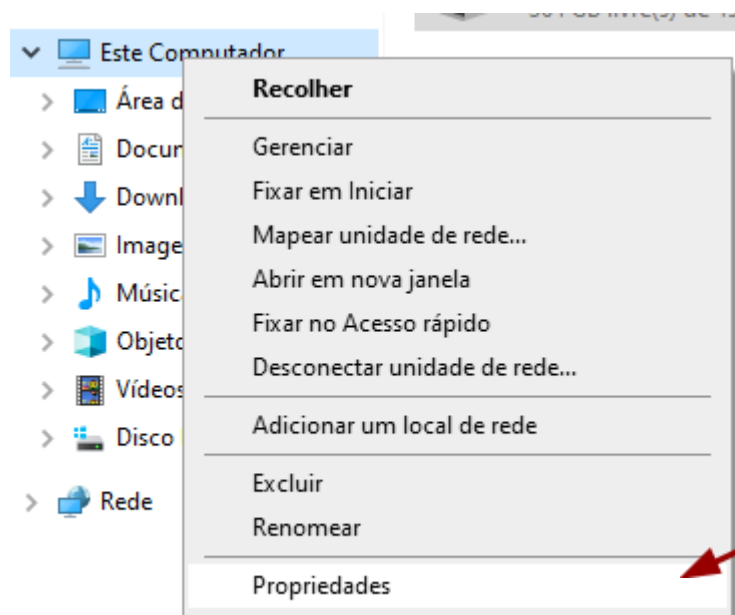 Este Computador
Área d
Docum
Downl
Image
Músic
Objeto
Vídeos
Disco
Rede
Recolher
Gerenciar
Fixar em Iniciar
Mapear unidade de rede...
Abrir em nova janela
Fixar no Acesso rápido
Desconectar unidade de rede...
Adicionar um local de rede
Excluir
Renomear
Propriedades